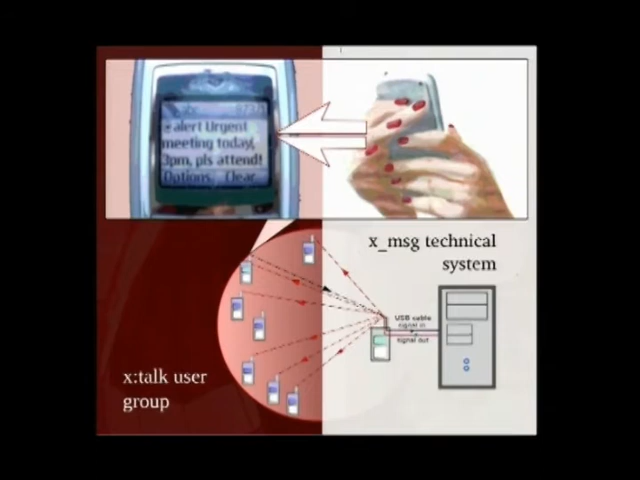 @alert Urgent
meeting today,
3pm, pls attend!
Options Clear
x_msg technical
system
USB cable
signal in
signal out
x:talk user
group